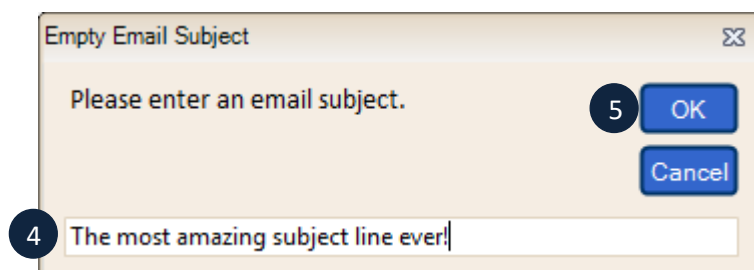 Empty Email Subject
Please enter an email subject.
5 OK
Cancel
4 The most amazing subject line ever!